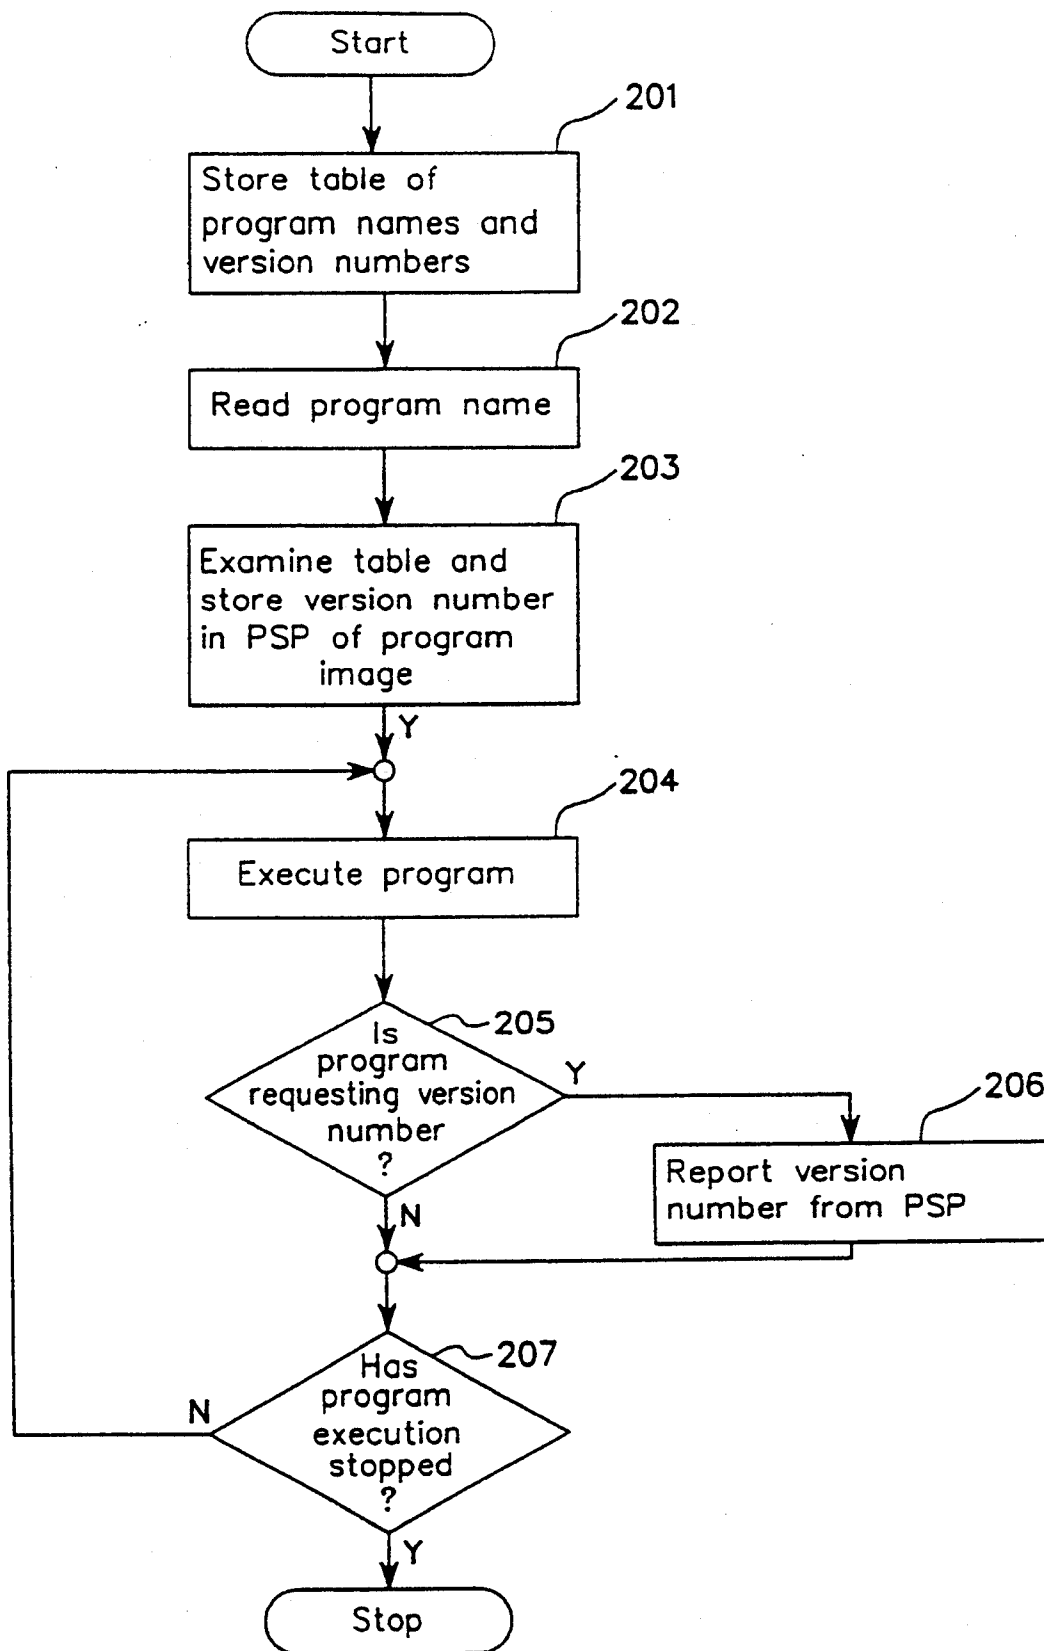 Start
201
Store table of
program names and
version numbers
202
Read program name
203
Examine table and
store version number
in PSP of program
image
Y
204
Execute program
205
Is
program
requesting version
number
?
Y
206
Report version
number from PSP
N
207
Has
program
execution
stopped
?
N
Y
Stop